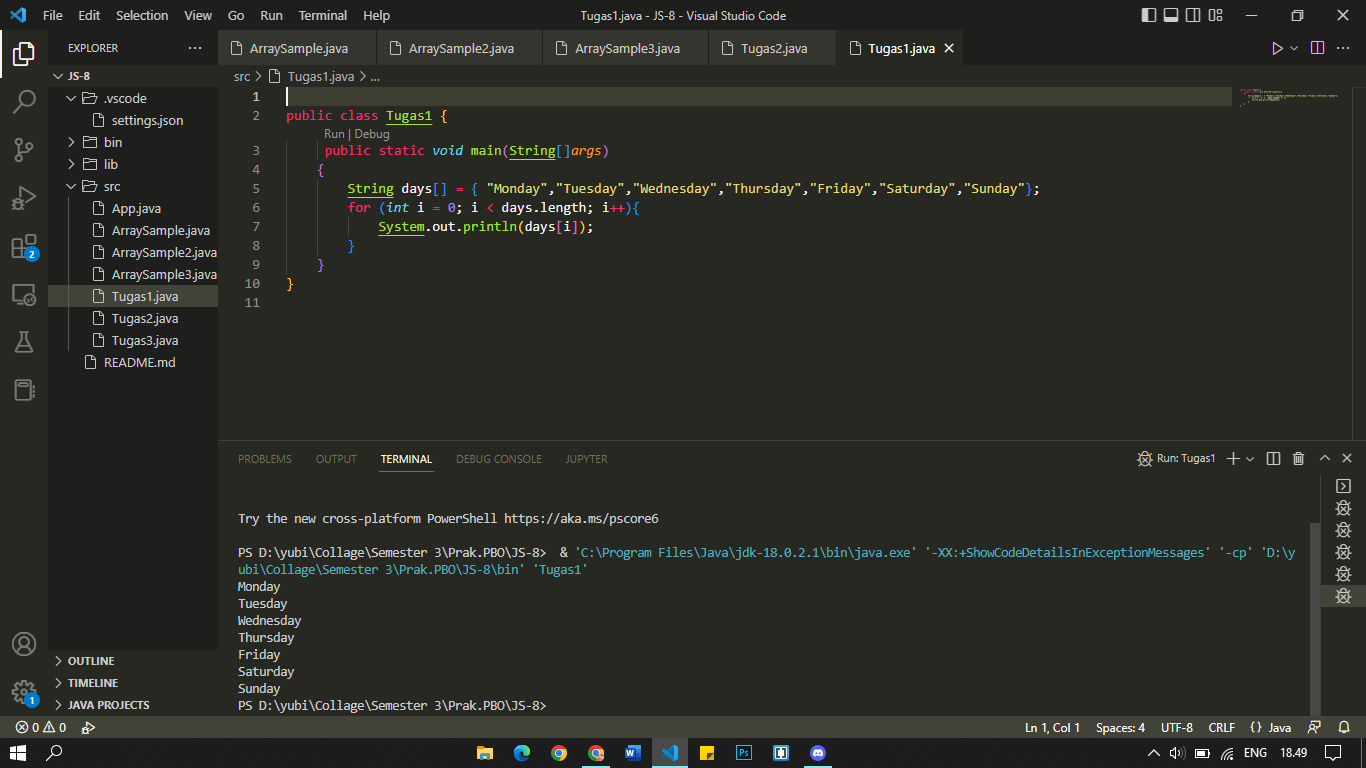 File Edit Selection View Go Run Terminal Help Tugas1.java - JS-8 - Visual Studio Code
EXPLORER
JS-8
.vscode
settings.json
bin
lib
src
App.java
ArraySample.java
ArraySample2.java
ArraySample3.java
Tugas1.java
Tugas2.java
Tugas3.java
README.md
OUTLINE
TIMELINE
JAVA PROJECTS
2
1
ArraySample.java ArraySample2.java ArraySample3.java Tugas2.java Tugas1.java
src > Tugas1.java > ...
1
2 public class Tugas1 {
Run | Debug
3 public static void main(String[]args)
4 {
5 String days[] = { "Monday","Tuesday","Wednesday","Thursday","Friday","Saturday","Sunday"};
6 for (int i = 0; i < days.length; i++){
7 System.out.println(days[i]);
8 }
9 }
10 }
11
PROBLEMS OUTPUT TERMINAL DEBUG CONSOLE JUPYTER Run: Tugas1
Try the new cross-platform PowerShell https://aka.ms/pscore6
PS D:\yubi\Collage\Semester 3\Prak.PBO\JS-8>  & 'C:\Program Files\Java\jdk-18.0.2.1\bin\java.exe' '-XX:+ShowCodeDetailsInExceptionMessages' '-cp' 'D:\y
ubi\Collage\Semester 3\Prak.PBO\JS-8\bin' 'Tugas1'
Monday
Tuesday
Wednesday
Thursday
Friday
Saturday
Sunday
PS D:\yubi\Collage\Semester 3\Prak.PBO\JS-8>
0 0 Ln 1, Col 1 Spaces: 4 UTF-8 CRLF {} Java
ENG 18.49